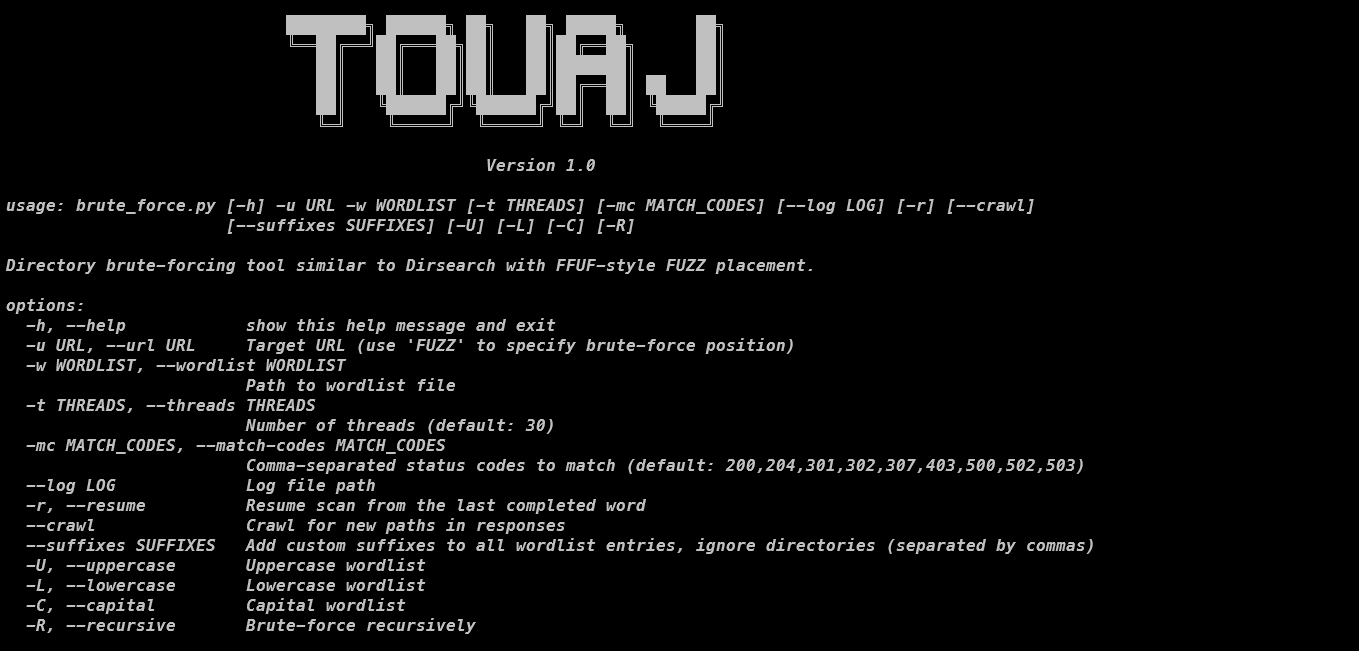 TOUAJ
Version 1.0
usage: brute_force.py [-h] -u URL -w WORDLIST [-t THREADS] [-mc MATCH_CODES] [--log LOG] [-r] [--crawl]
[--suffixes SUFFIXES] [-U] [-L] [-C] [-R]
Directory brute-forcing tool similar to Dirsearch with FFUF-style FUZZ placement.
options:
-h, --help show this help message and exit
-u URL, --url URL Target URL (use 'FUZZ' to specify brute-force position)
-w WORDLIST, --wordlist WORDLIST
Path to wordlist file
-t THREADS, --threads THREADS
Number of threads (default: 30)
-mc MATCH_CODES, --match-codes MATCH_CODES
Comma-separated status codes to match (default: 200,204,301,302,307,403,500,502,503)
--log LOG Log file path
-r, --resume Resume scan from the last completed word
--crawl Crawl for new paths in responses
--suffixes SUFFIXES Add custom suffixes to all wordlist entries, ignore directories (separated by commas)
-U, --uppercase Uppercase wordlist
-L, --lowercase Lowercase wordlist
-C, --capital Capital wordlist
-R, --recursive Brute-force recursively